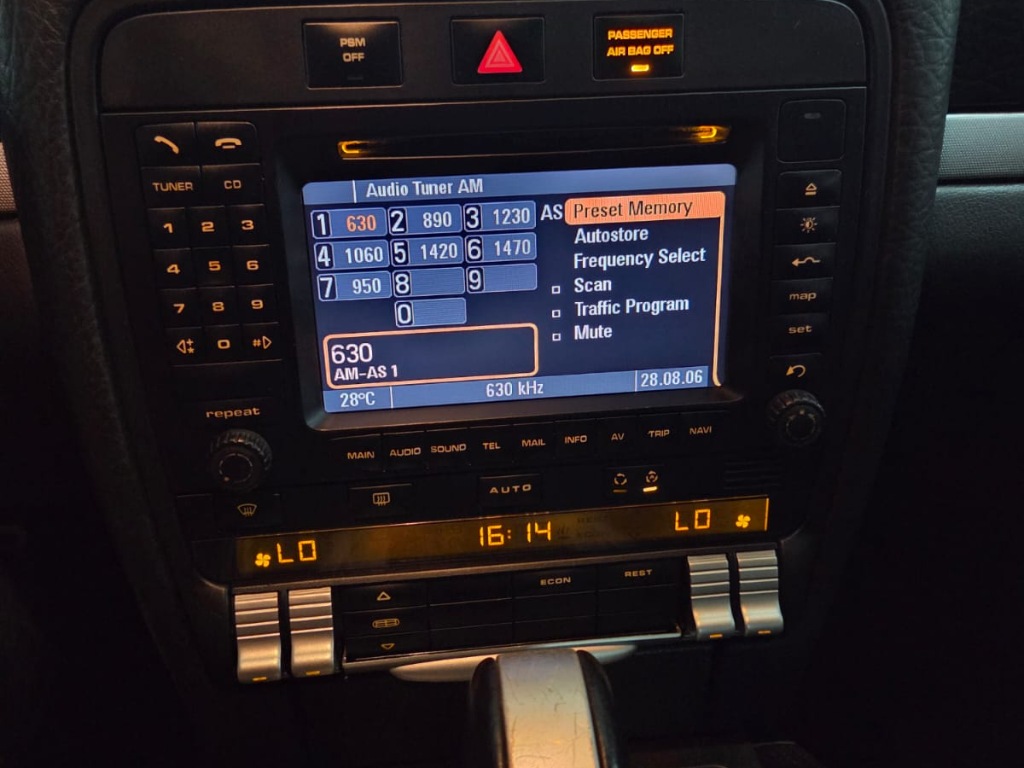 PSM
OFF
PASSENGER
AIR BAG OFF
TUNER CD
1 2 3
4 5 6
7 8 9
* 0 #
repeat
Audio Tuner AM
1 630 2 890 3 1230 AS
4 1060 5 1420 6 1470
7 950 8 9
0
Preset Memory
Autostore
Frequency Select
Scan
Traffic Program
Mute
630
AM-AS 1
28°C 630 kHz 28.08.06
map
set
MAIN AUDIO SOUND TEL MAIL INFO AV TRIP NAVI
AUTO
LO 16:14 LO
ECON REST